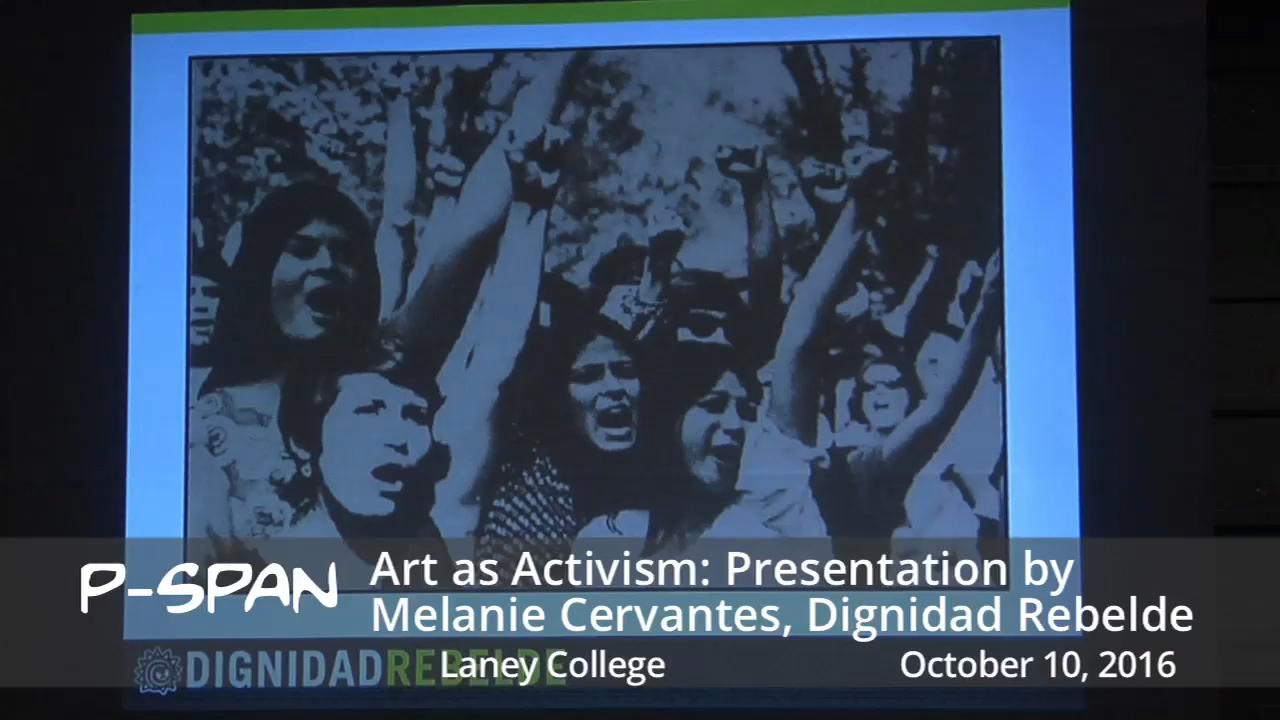 P-SPAN
Art as Activism: Presentation by
Melanie Cervantes, Dignidad Rebelde
DIGNIDADREBELDE
Laney College
October 10, 2016